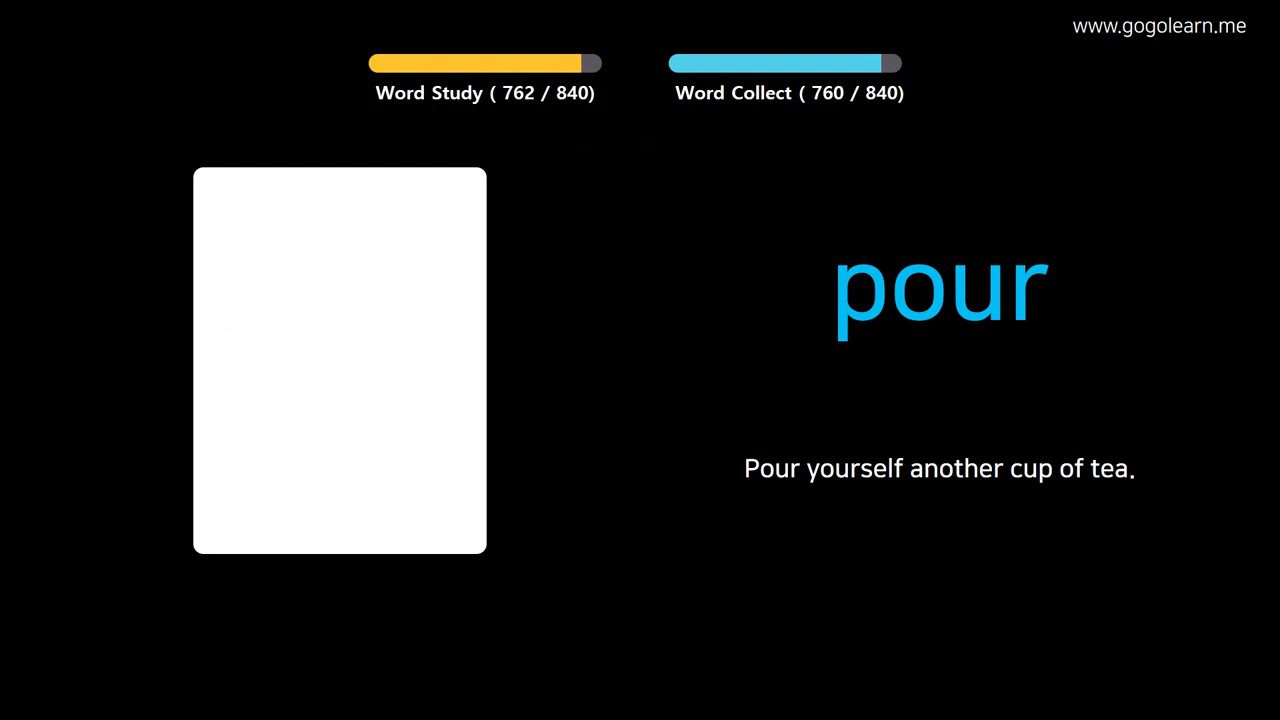 www.gogolearn.me
Word Study ( 762 / 840)
Word Collect ( 760 / 840)
pour
Pour yourself another cup of tea.